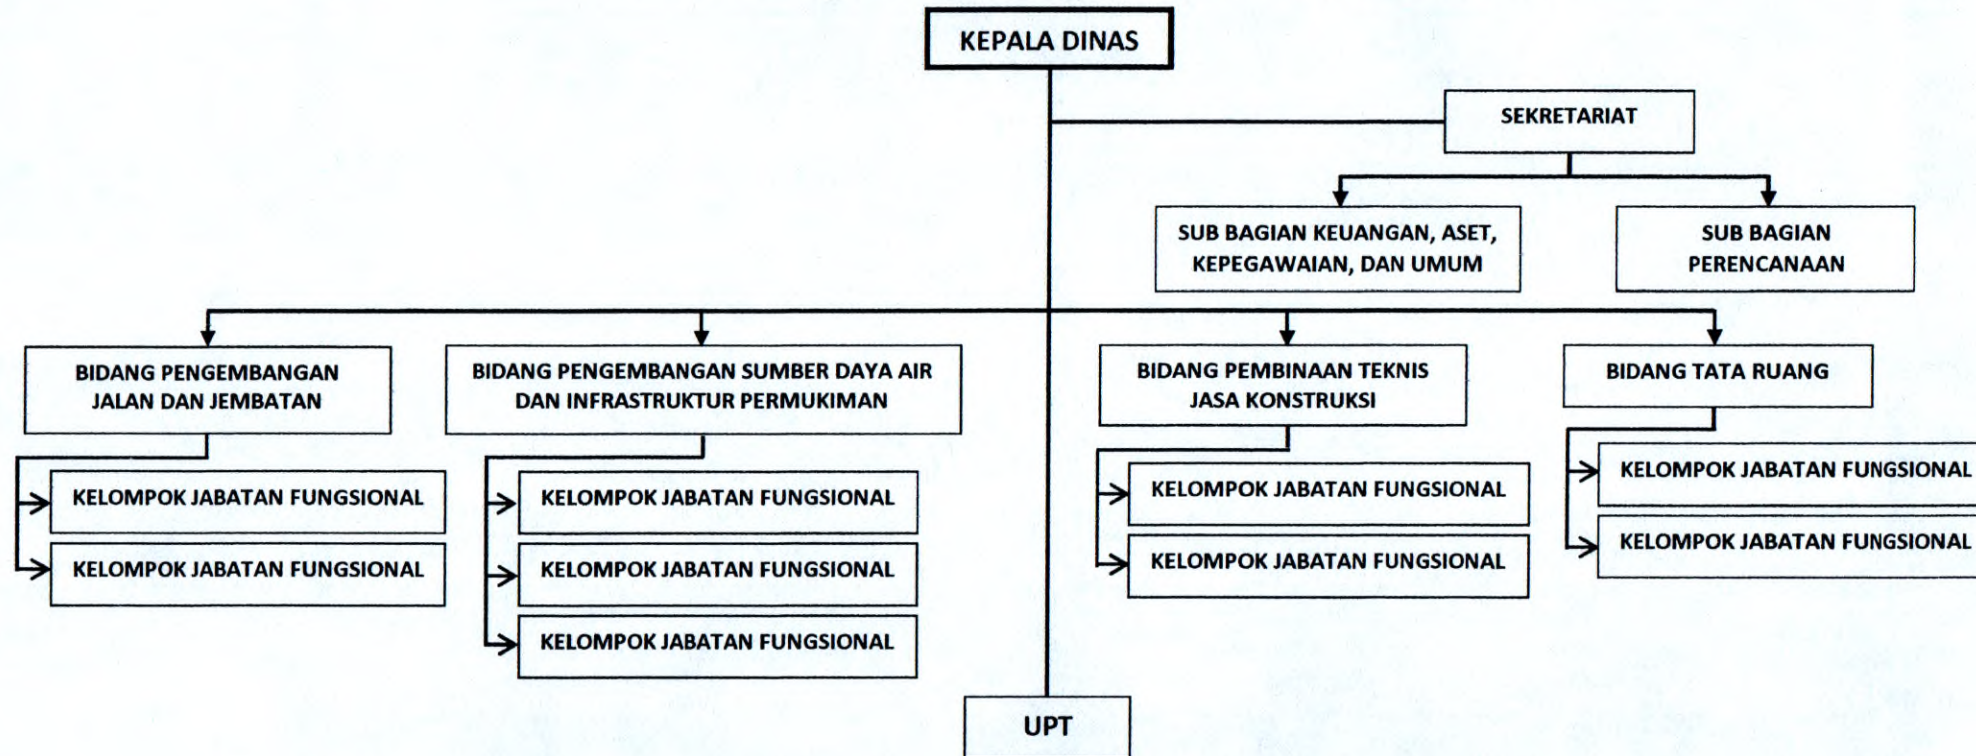 KEPALA DINAS
SEKRETARIAT
SUB BAGIAN KEUANGAN, ASET,
KEPEGAWAIAN, DAN UMUM
SUB BAGIAN
PERENCANAAN
BIDANG PENGEMBANGAN
JALAN DAN JEMBATAN
KELOMPOK JABATAN FUNGSIONAL
KELOMPOK JABATAN FUNGSIONAL
BIDANG PENGEMBANGAN SUMBER DAYA AIR
DAN INFRASTRUKTUR PERMUKIMAN
KELOMPOK JABATAN FUNGSIONAL
KELOMPOK JABATAN FUNGSIONAL
KELOMPOK JABATAN FUNGSIONAL
BIDANG PEMBINAAN TEKNIS
JASA KONSTRUKSI
KELOMPOK JABATAN FUNGSIONAL
KELOMPOK JABATAN FUNGSIONAL
BIDANG TATA RUANG
KELOMPOK JABATAN FUNGSIONAL
KELOMPOK JABATAN FUNGSIONAL
UPT